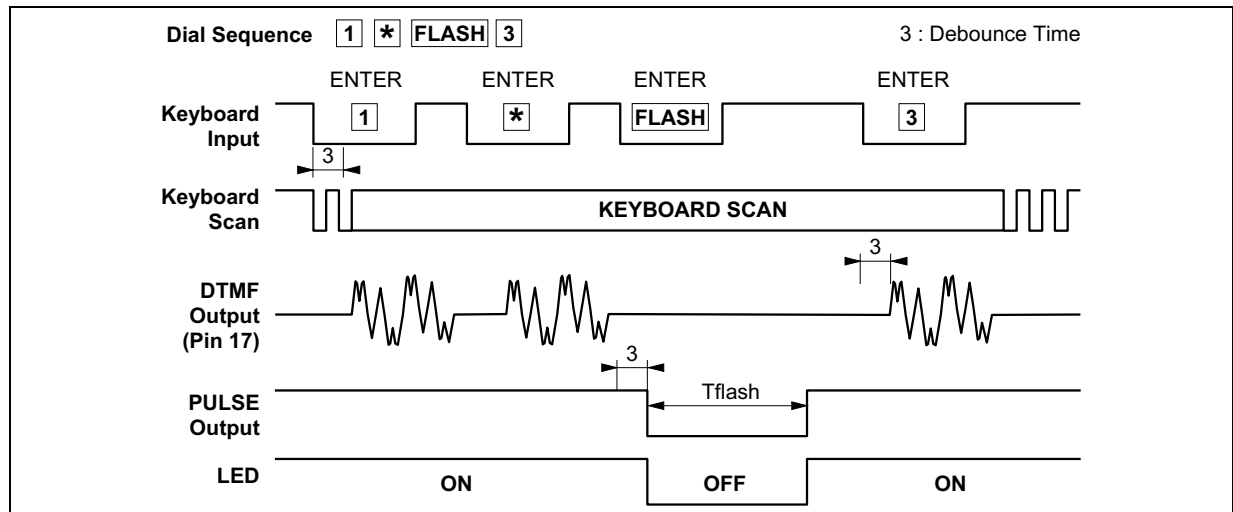 Dial Sequence 1 * FLASH 3
3 : Debounce Time
ENTER ENTER ENTER ENTER
Keyboard
Input
1 * FLASH 3
3
Keyboard
Scan
KEYBOARD SCAN
3
DTMF
Output
(Pin 17)
3
Tflash
PULSE
Output
LED
ON OFF ON